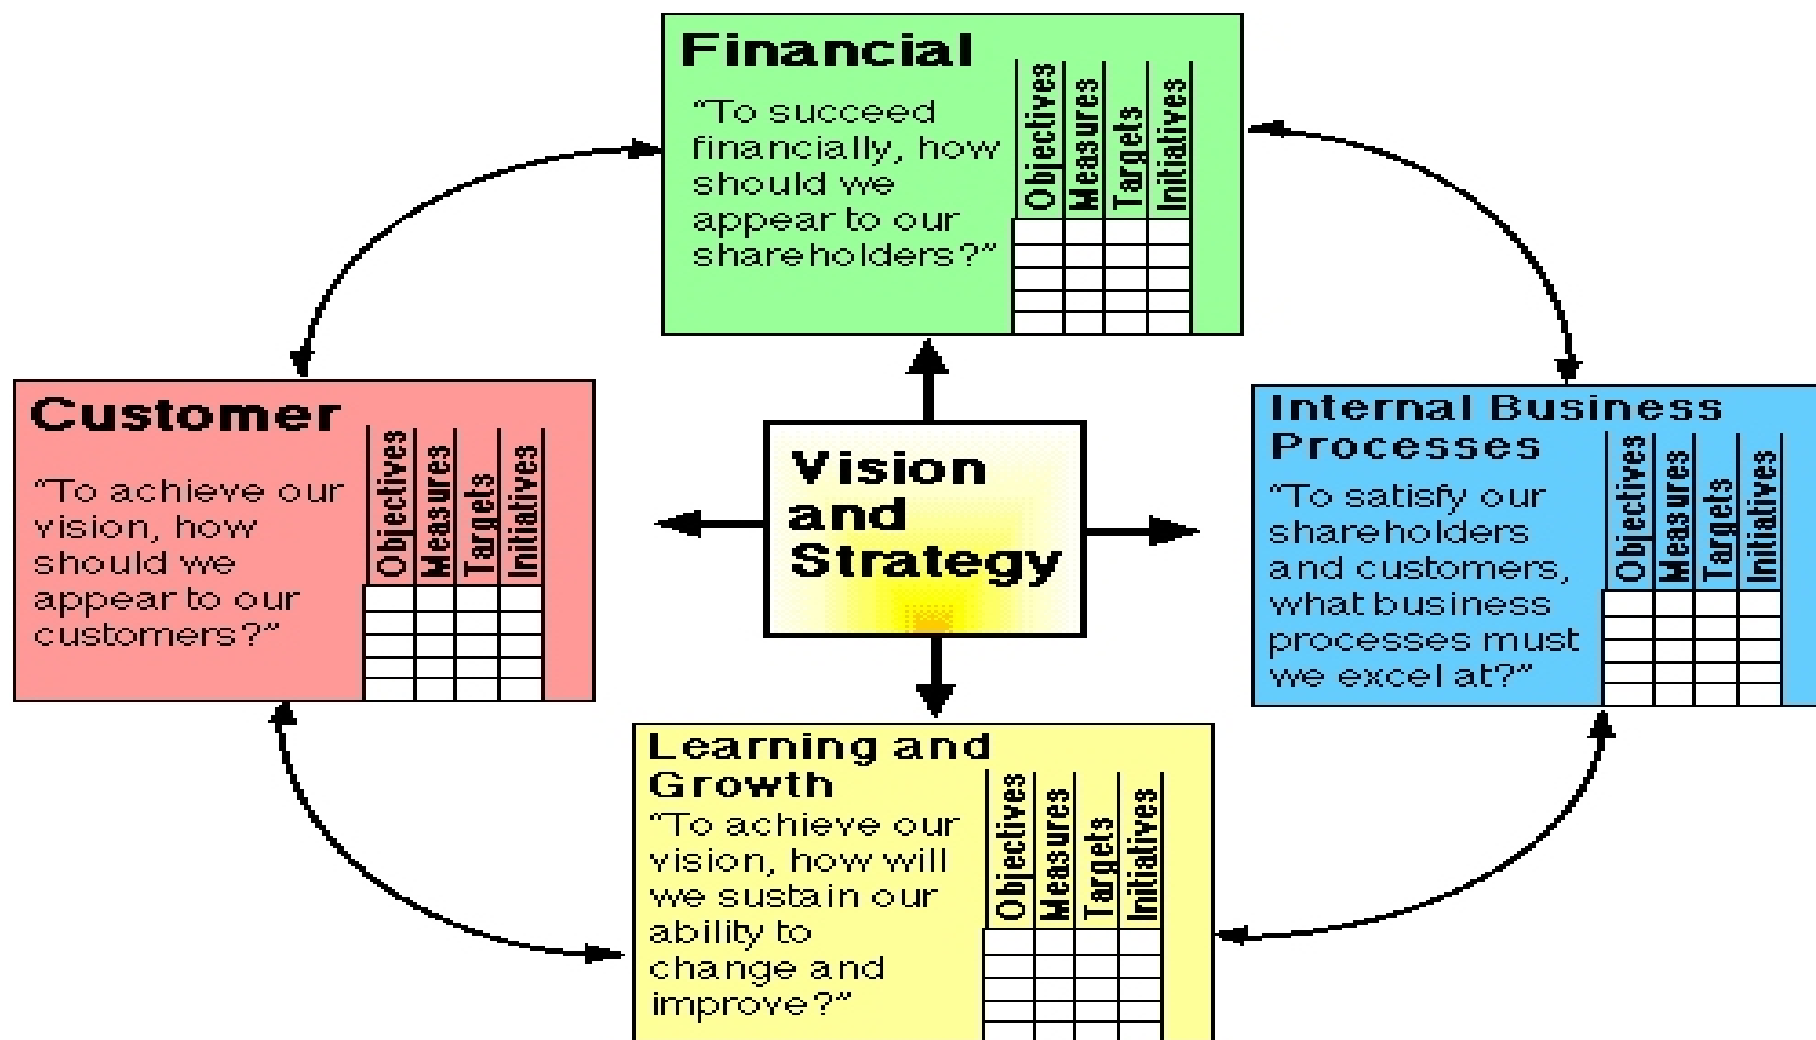 Financial
“To succeed
financially, how
should we
appear to our
shareholders?”
Objectives
Measures
Targets
Initiatives
Customer
“To achieve our
vision, how
should we
appear to our
customers?”
Objectives
Measures
Targets
Initiatives
Vision
and
Strategy
Internal Business
Processes
“To satisfy our
shareholders
and customers,
what business
processes must
we excel at?”
Objectives
Measures
Targets
Initiatives
Learning and
Growth
“To achieve our
vision, how will
we sustain our
ability to
change and
improve?”
Objectives
Measures
Targets
Initiatives